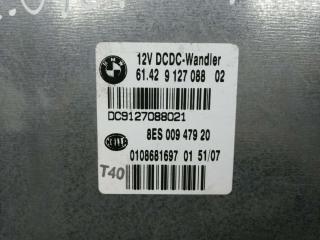 BMW
12V DCDC-Wandler
61.42 9 127 088 02
DC9127088021
8ES 009 479 20
0108681697 01 51/07
T40